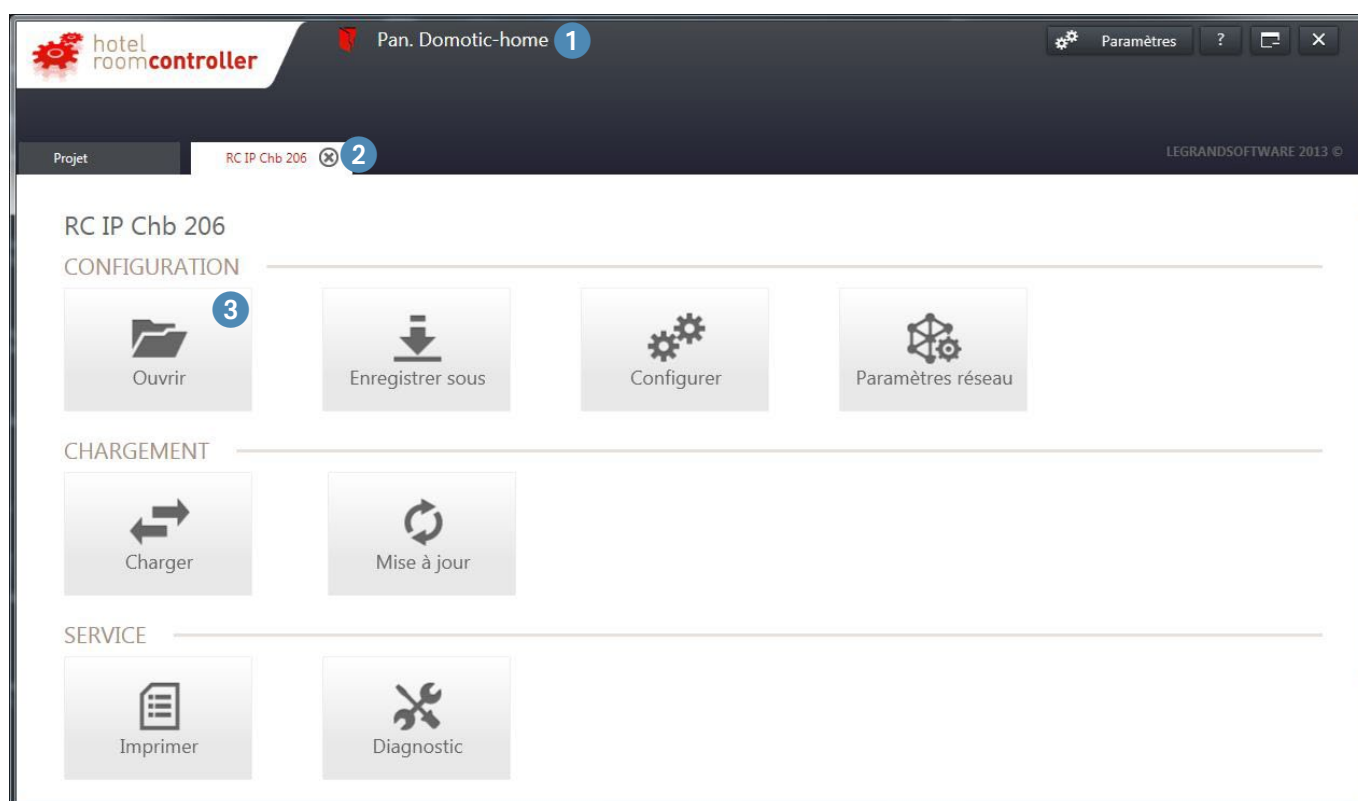 hotel
roomcontroller
Pan. Domotic-home 1
Paramètres ?
Projet
RC IP Chb 206 2
LEGRANDSOFTWARE 2013 ©
RC IP Chb 206
CONFIGURATION
3
Ouvrir
Enregistrer sous
Configurer
Paramètres réseau
CHARGEMENT
Charger
Mise à jour
SERVICE
Imprimer
Diagnostic